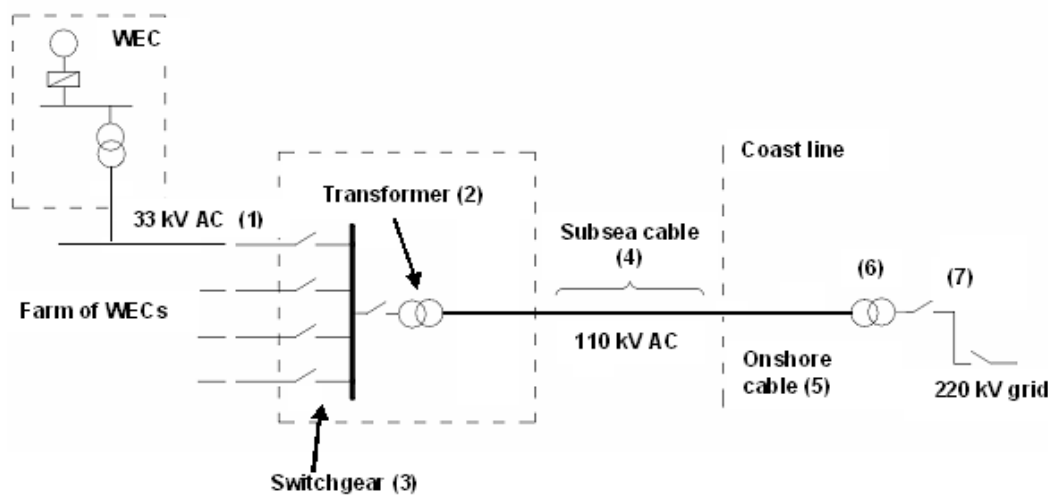 WEC
Coast line
Transformer (2)
33 kV AC (1)
Subsea cable
(4)
(6)
(7)
Farm of WECs
110 kV AC
Onshore
cable (5)
220 kV grid
Switchgear (3)